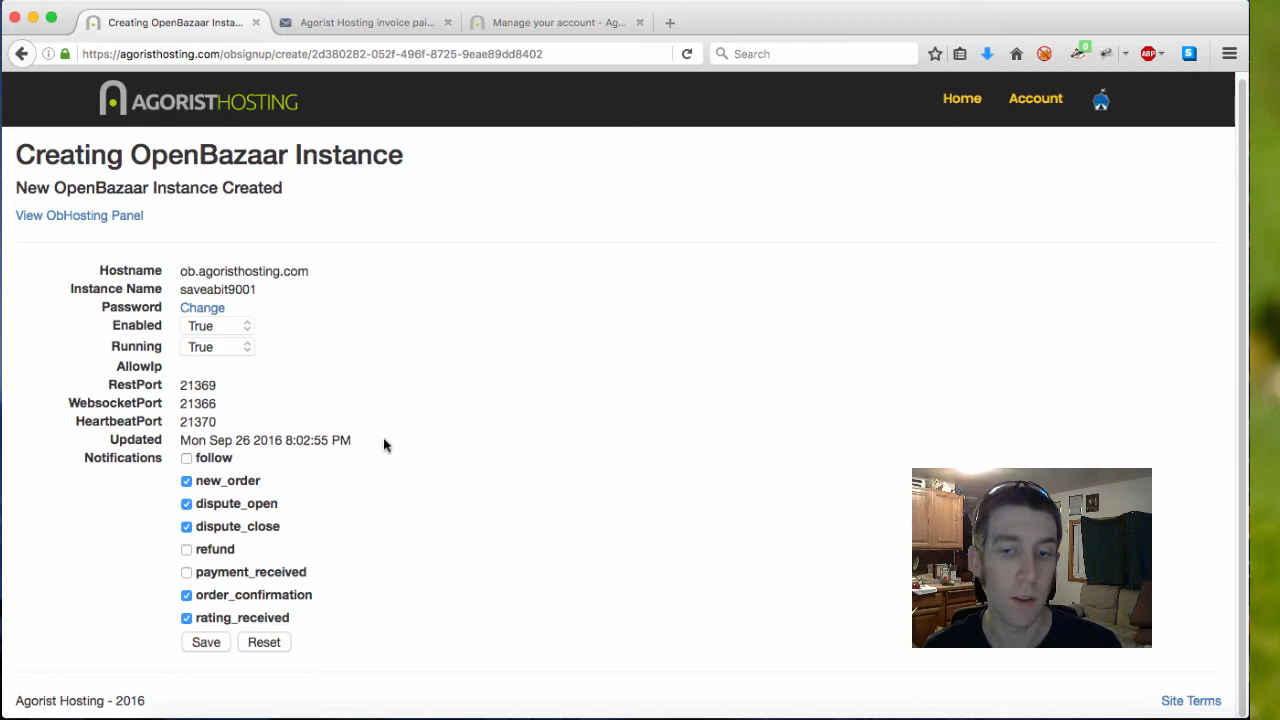 Creating OpenBazaar Insta...
Agorist Hosting invoice pai...
Manage your account - Ag...
https://agoristhosting.com/obsignup/create/2d380282-052f-496f-8725-9eae89dd8402
Search
0
ABP
S
AGORISTHOSTING
Home
Account
Creating OpenBazaar Instance
New OpenBazaar Instance Created
View ObHosting Panel
Hostname ob.agoristhosting.com
Instance Name saveabit9001
Password Change
Enabled True
Running True
AllowIp
RestPort 21369
WebsocketPort 21366
HeartbeatPort 21370
Updated Mon Sep 26 2016 8:02:55 PM
Notifications follow
new_order
dispute_open
dispute_close
refund
payment_received
order_confirmation
rating_received
Save Reset
Agorist Hosting - 2016
Site Terms